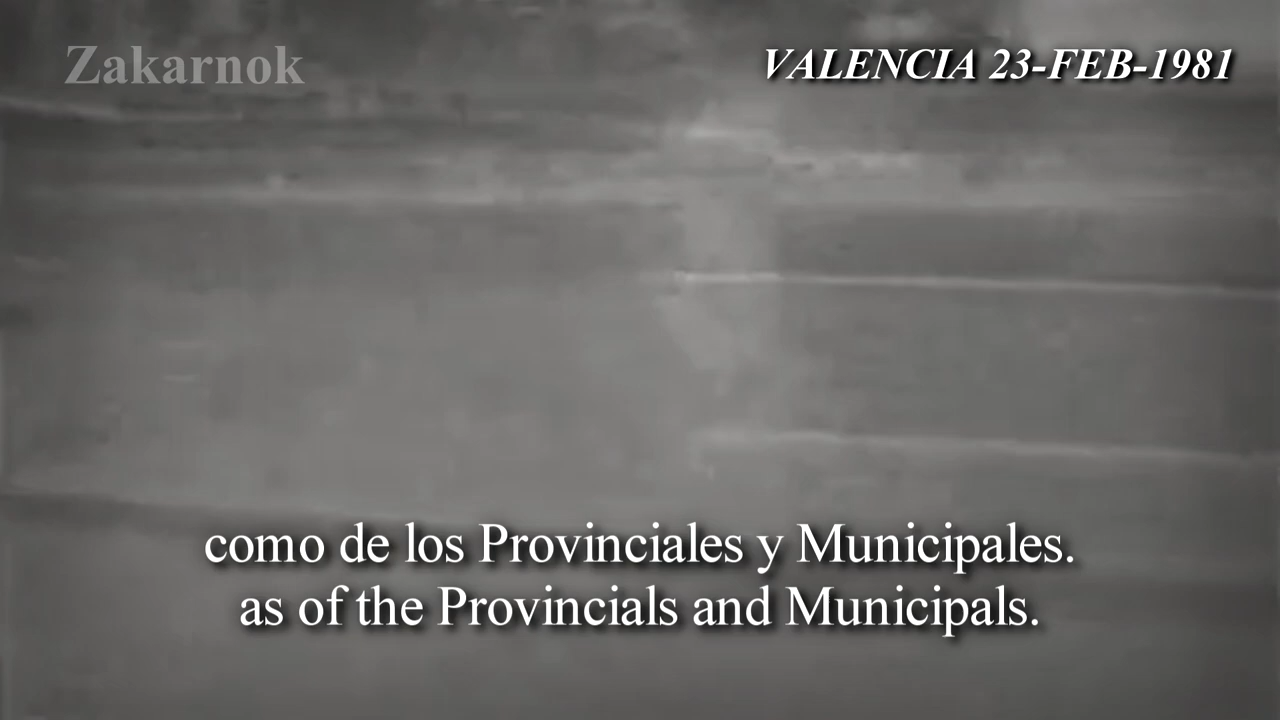 Zakarnok
VALENCIA 23-FEB-1981
como de los Provinciales y Municipales.
as of the Provincials and Municipals.